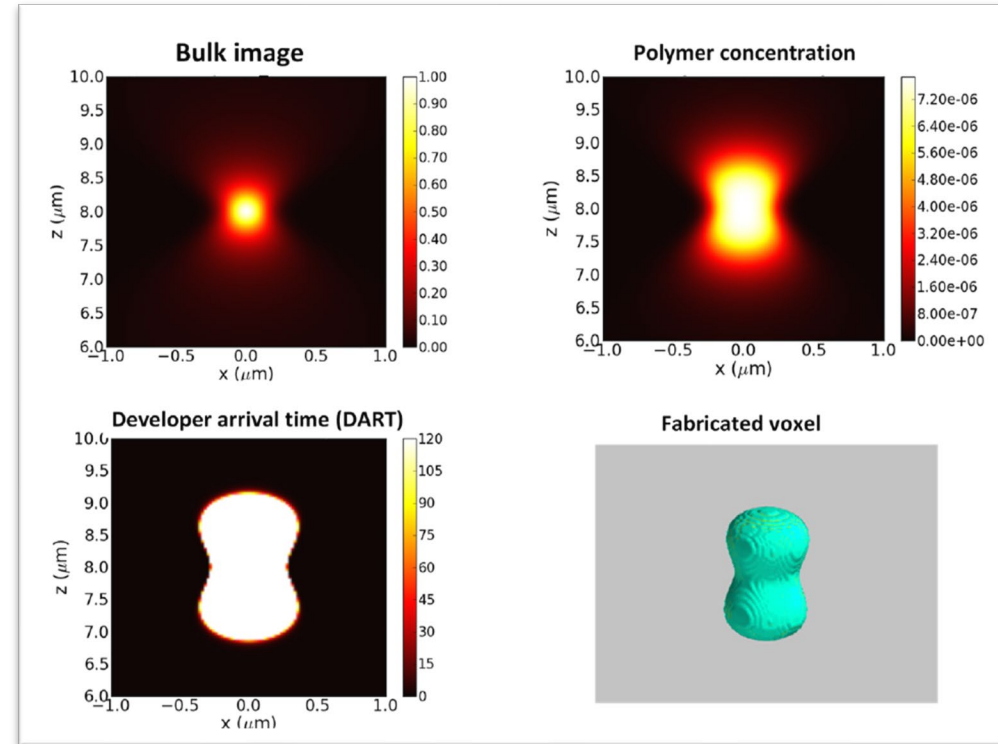 Bulk image
10.0
9.5
9.0
8.5
8.0
7.5
7.0
6.5
6.0
z (μm)
−1.0 −0.5 0.0 0.5 1.0
x (μm)
1.00
0.90
0.80
0.70
0.60
0.50
0.40
0.30
0.20
0.10
0.00
Polymer concentration
10.0
9.5
9.0
8.5
8.0
7.5
7.0
6.5
6.0
z (μm)
−1.0 −0.5 0.0 0.5 1.0
x (μm)
7.20e-06
6.40e-06
5.60e-06
4.80e-06
4.00e-06
3.20e-06
2.40e-06
1.60e-06
8.00e-07
0.00e+00
Developer arrival time (DART)
10.0
9.5
9.0
8.5
8.0
7.5
7.0
6.5
6.0
z (μm)
−1.0 −0.5 0.0 0.5 1.0
x (μm)
120
105
90
75
60
45
30
15
0
Fabricated voxel